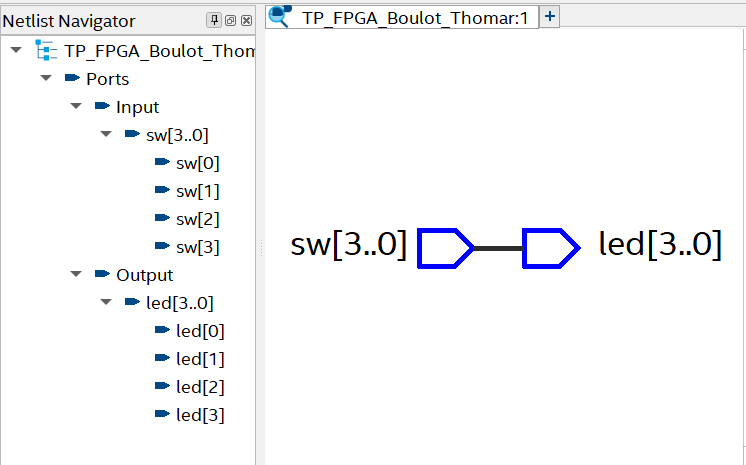 Netlist Navigator
TP_FPGA_Boulot_Thom
Ports
Input
sw[3..0]
sw[0]
sw[1]
sw[2]
sw[3]
Output
led[3..0]
led[0]
led[1]
led[2]
led[3]
TP_FPGA_Boulot_Thomar:1
sw[3..0]
led[3..0]